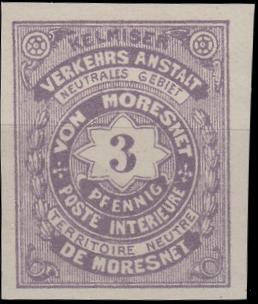 KELMISER
VERKEHRS ANSTALT
NEUTRALES GEBIET
VON MORESNET
3
PFENNIG
POSTE INTERIEURE
TERRITOIRE NEUTRE
DE MORESNET